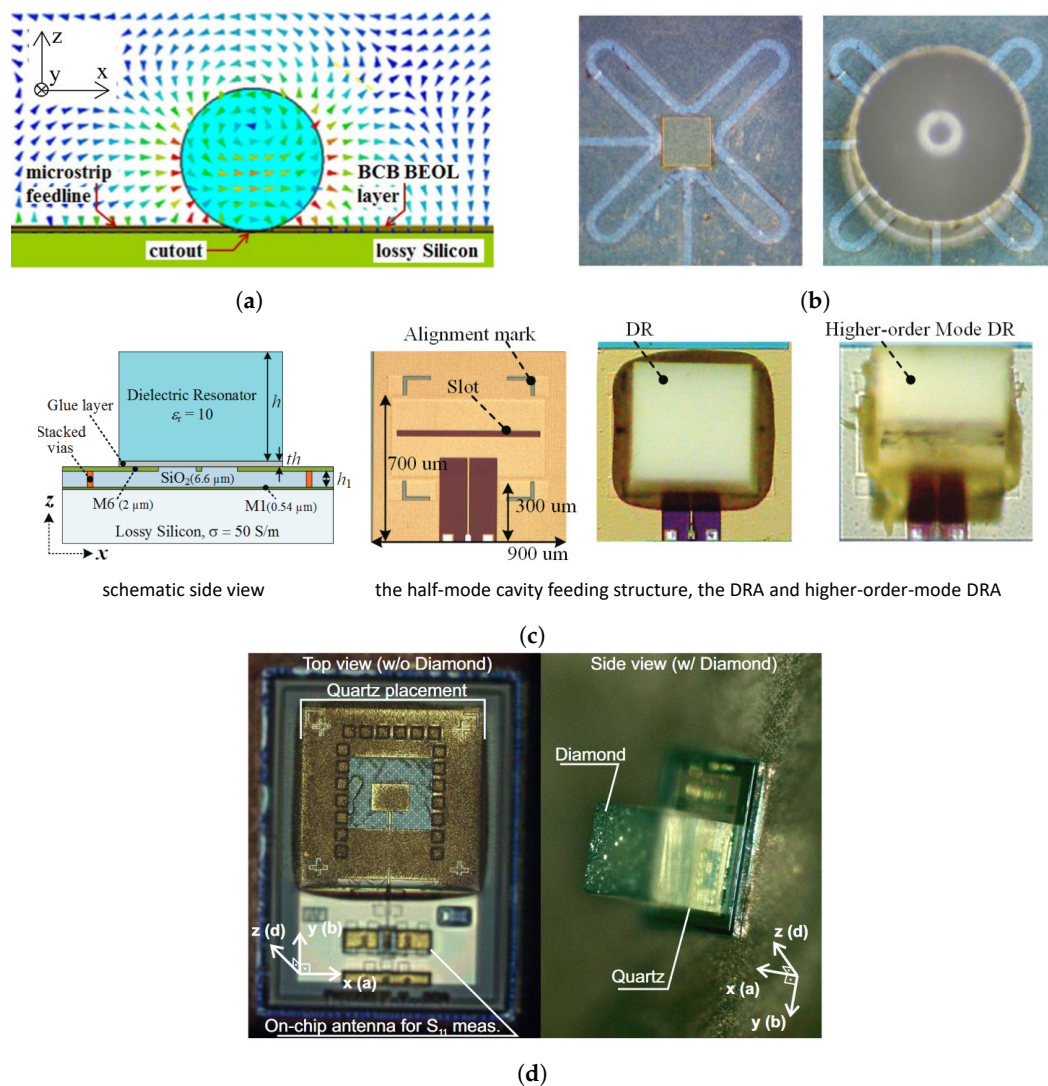 z
y
x
microstrip
feedline
BCB BEOL
layer
cutout
lossy Silicon
(a)
(b)
Glue layer
Stacked
vias
Dielectric Resonator
εr = 10
h
th
SiO2(6.6 µm)
h1
M6 (2 µm)
M1(0.54 µm)
z
Lossy Silicon, σ = 50 S/m
x
Alignment mark
Slot
700 um
300 um
900 um
DR
Higher-order Mode DR
schematic side view
the half-mode cavity feeding structure, the DRA and higher-order-mode DRA
(c)
Top view (w/o Diamond)
Quartz placement
z (d)
y (b)
x (a)
On-chip antenna for S11 meas.
Side view (w/ Diamond)
Diamond
Quartz
z (d)
x (a)
y (b)
(d)